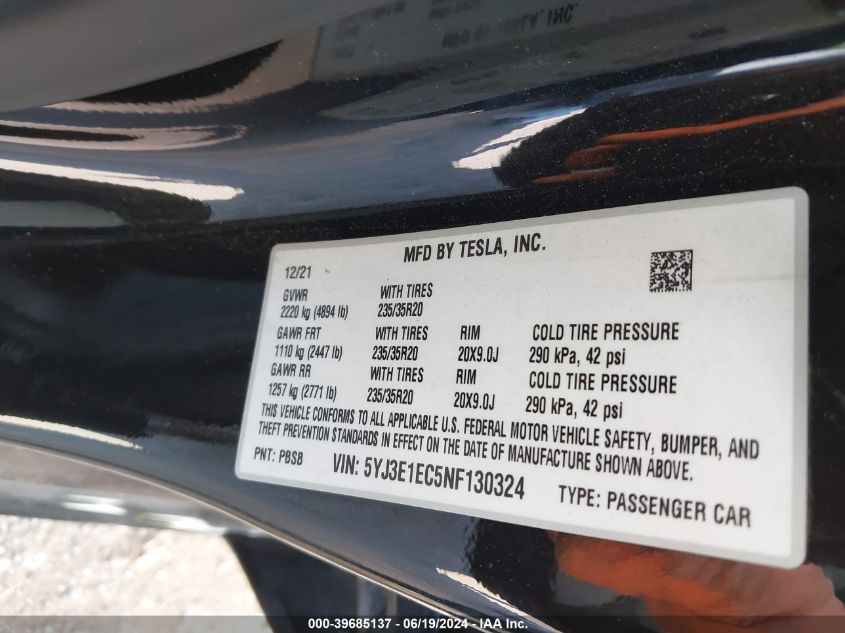 MFD BY TESLA, INC.
12/21
GVWR WITH TIRES
2220 kg (4894 lb) 235/35R20
GAWR FRT WITH TIRES RIM COLD TIRE PRESSURE
1110 kg (2447 lb) 235/35R20 20X9.0J 290 kPa, 42 psi
GAWR RR WITH TIRES RIM COLD TIRE PRESSURE
1257 kg (2771 lb) 235/35R20 20X9.0J 290 kPa, 42 psi
THIS VEHICLE CONFORMS TO ALL APPLICABLE U.S. FEDERAL MOTOR VEHICLE SAFETY, BUMPER, AND
THEFT PREVENTION STANDARDS IN EFFECT ON THE DATE OF MANUFACTURE SHOWN ABOVE.
PNT: PBSB VIN: 5YJ3E1EC5NF130324 TYPE: PASSENGER CAR
000-39685137 - 06/19/2024 - IAA Inc.